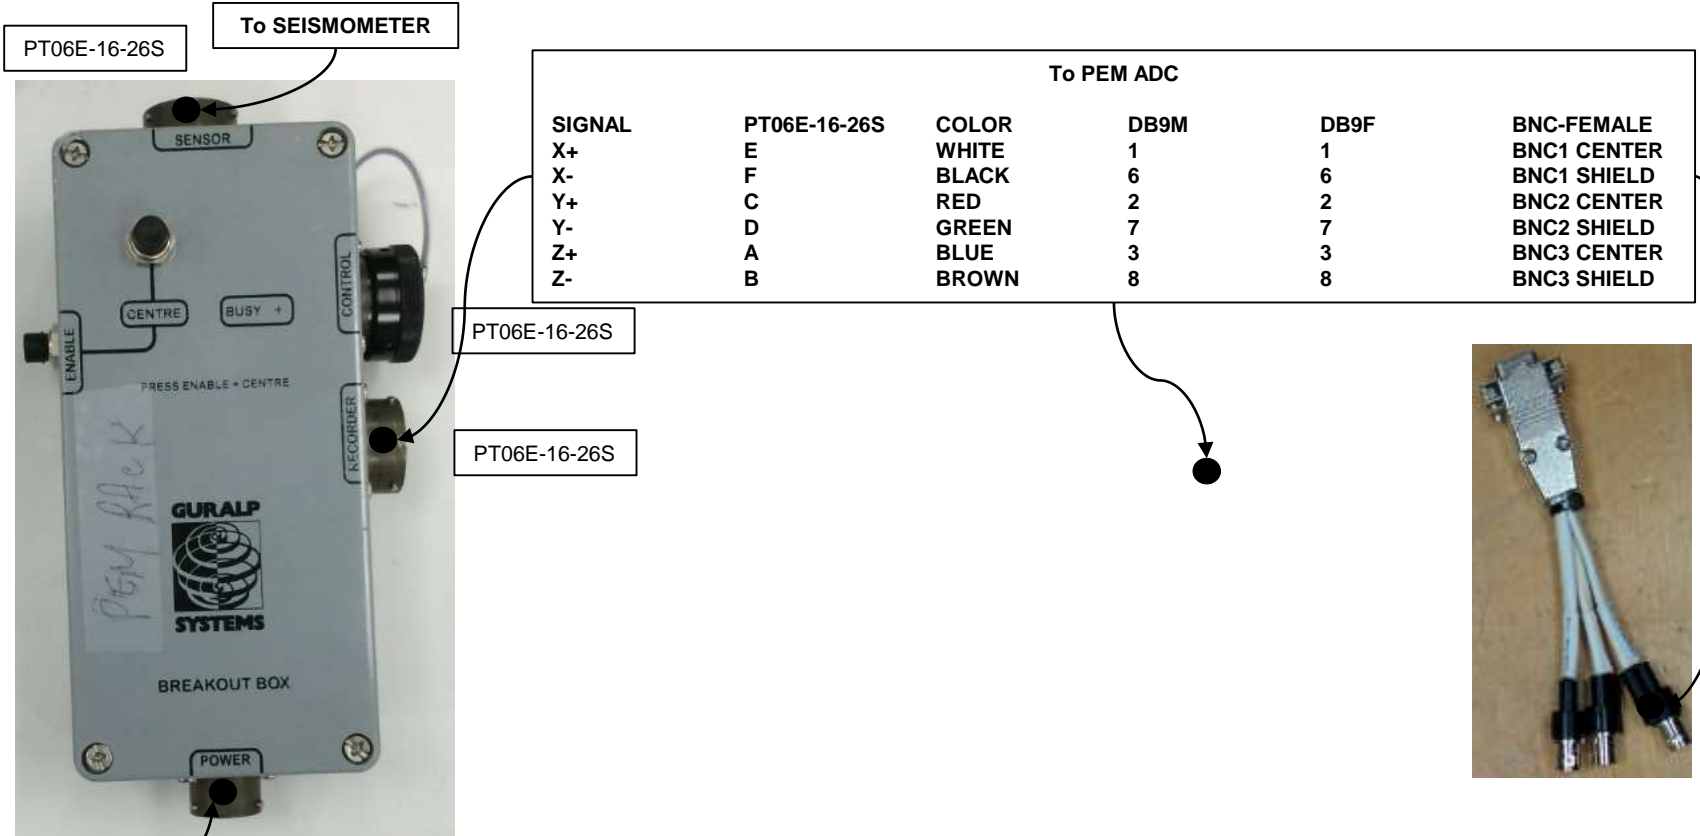 To SEISMOMETER
PT06E-16-26S
To PEM ADC
SIGNAL PT06E-16-26S COLOR DB9M DB9F BNC-FEMALE
X+ E WHITE 1 1 BNC1 CENTER
X- F BLACK 6 6 BNC1 SHIELD
Y+ C RED 2 2 BNC2 CENTER
Y- D GREEN 7 7 BNC2 SHIELD
Z+ A BLUE 3 3 BNC3 CENTER
Z- B BROWN 8 8 BNC3 SHIELD
SENSOR
CONTROL
CENTRE
BUSY +
ENABLE
PT06E-16-26S
PRESS ENABLE + CENTRE
RECORDER
PT06E-16-26S
PEM RACK
GURALP
SYSTEMS
BREAKOUT BOX
POWER